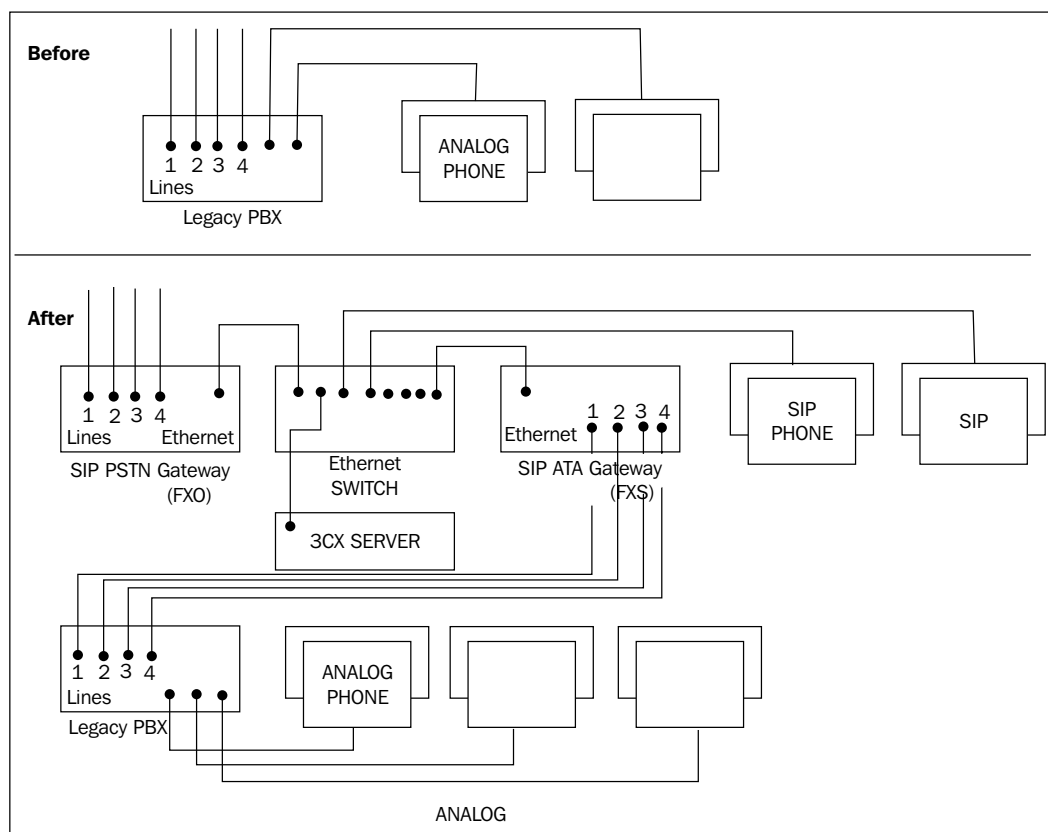 Before
1 2 3 4
Lines
Legacy PBX
ANALOG
PHONE
After
1 2 3 4
Lines Ethernet
SIP PSTN Gateway
(FXO)
Ethernet
SWITCH
3CX SERVER
1 2 3 4
Ethernet
SIP ATA Gateway
(FXS)
SIP
PHONE
SIP
1 2 3 4
Lines
Legacy PBX
ANALOG
PHONE
ANALOG